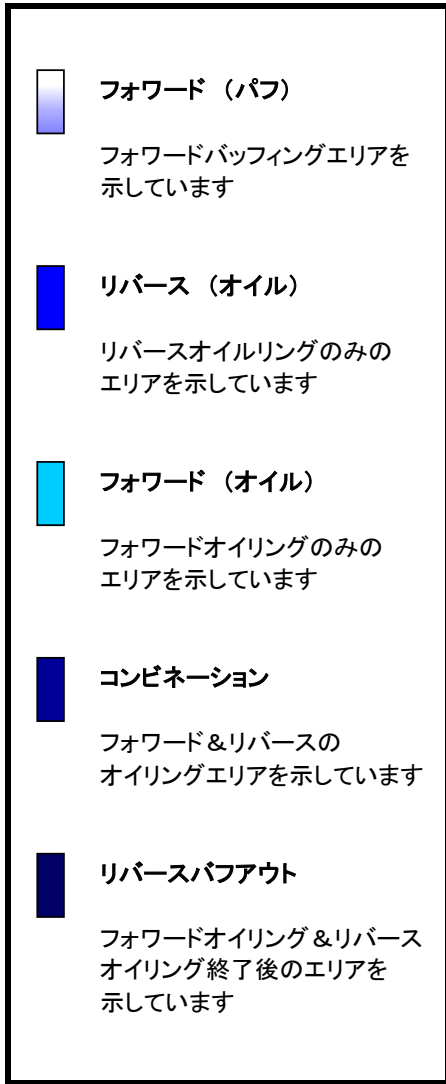 フォワード （パフ）
フォワードバッフィングエリアを
示しています
リバース （オイル）
リバースオイルリングのみの
エリアを示しています
フォワード （オイル）
フォワードオイリングのみの
エリアを示しています
コンビネーション
フォワード＆リバースの
オイリングエリアを示しています
リバースバフアウト
フォワードオイリング＆リバース
オイリング終了後のエリアを
示しています